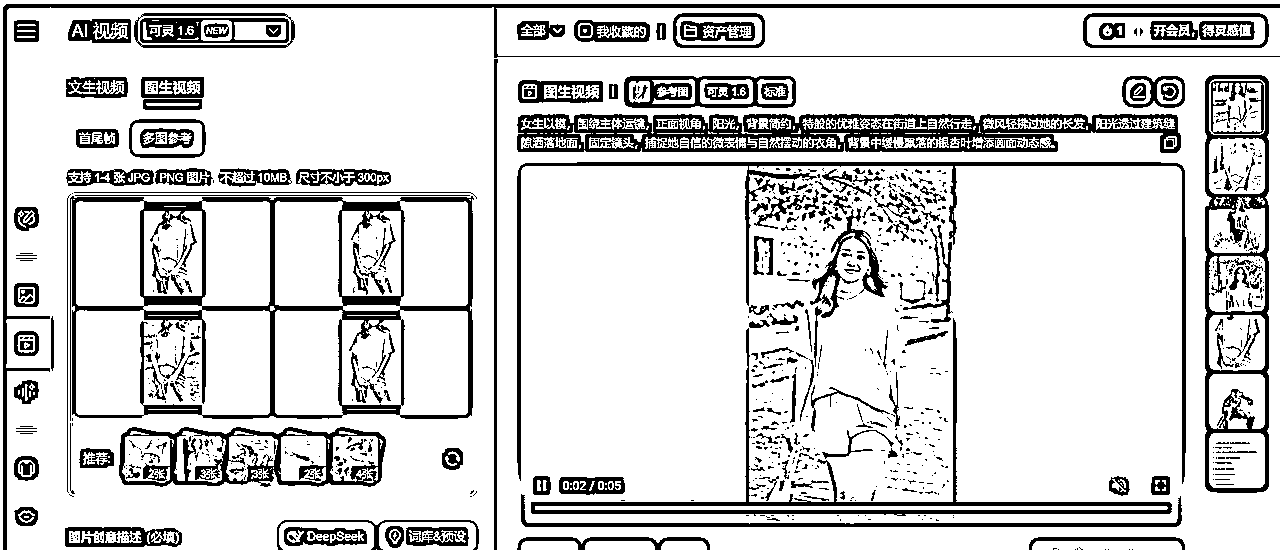 AI 视频 可灵 1.6 NEW
文生视频 图生视频
首尾帧 多图参考
支持 1-4 张 JPG / PNG 图片，不超过 10MB，尺寸不小于 300px
推荐 2张 3张 3张 2张 4张
图片创意描述 (必填) DeepSeek 词库&预设
全部 我收藏的 资产管理 61 开会员，得灵感值
图生视频 参考图 可灵 1.6 标准
女生以摄，围绕主体运镜，正面视角，阳光，背景简约，特般的优雅姿态在街道上自然行走，微风轻拂过她的长发，阳光透过建筑缝
隙洒落地面，固定镜头，捕捉她自信的微表情与自然摆动的衣角，背景中缓慢飘落的银杏叶增添画面动态感。
0:02 / 0:05